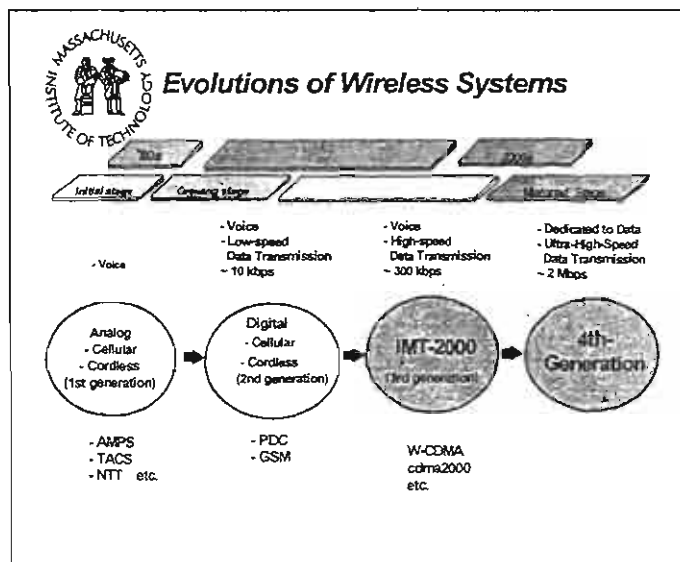 MASSACHUSETTS INSTITUTE OF TECHNOLOGY
Evolutions of Wireless Systems
Initial stage
Growing stage
Matured Stage
- Voice
- Voice
- Low-speed
Data Transmission
~ 10 kbps
- Voice
- High-speed
Data Transmission
~ 300 kbps
- Dedicated to Data
- Ultra-High-Speed
Data Transmission
~ 2 Mbps
Analog
- Cellular
- Cordless
(1st generation)
Digital
- Cellular
- Cordless
(2nd generation)
IMT-2000
(3rd generation)
4th-
Generation
- AMPS
- TACS
- NTT etc.
- PDC
- GSM
W-CDMA
cdma2000
etc.